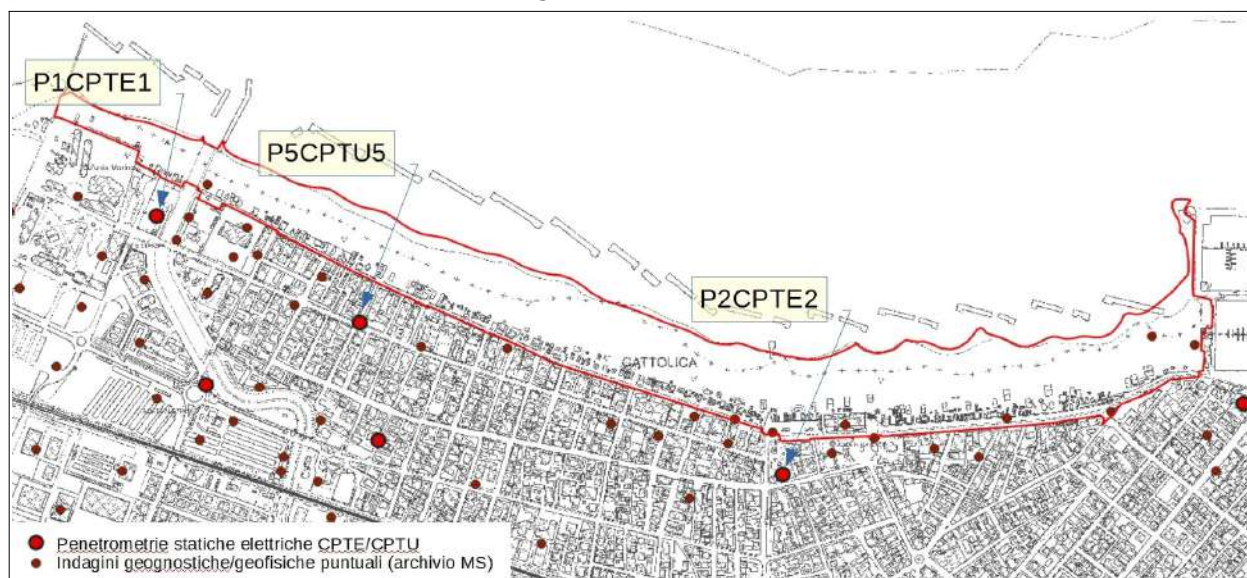 P1CPTE1
P5CPTU5
P2CPTE2
CATTOLICA
Penetrometrie statiche elettriche CPTE/CPTU
Indagini geognostiche/geofisiche puntuali (archivio MS)